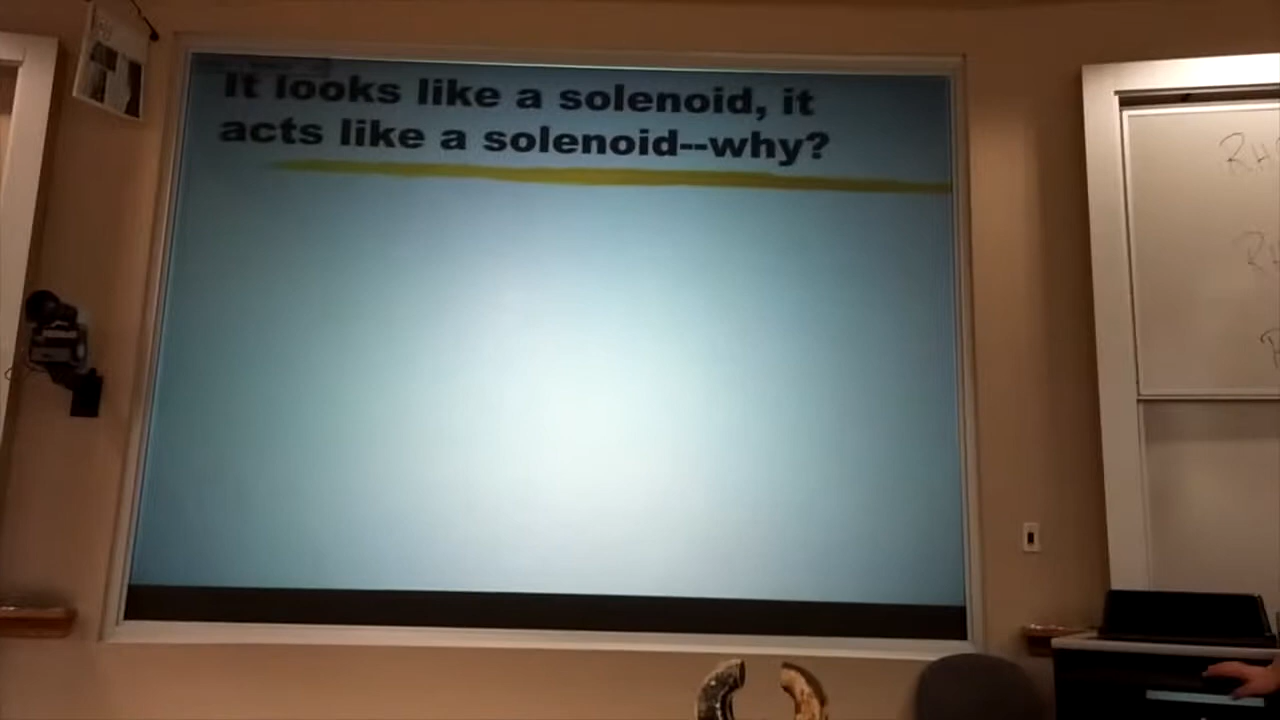 It looks like a solenoid, it
acts like a solenoid--why?